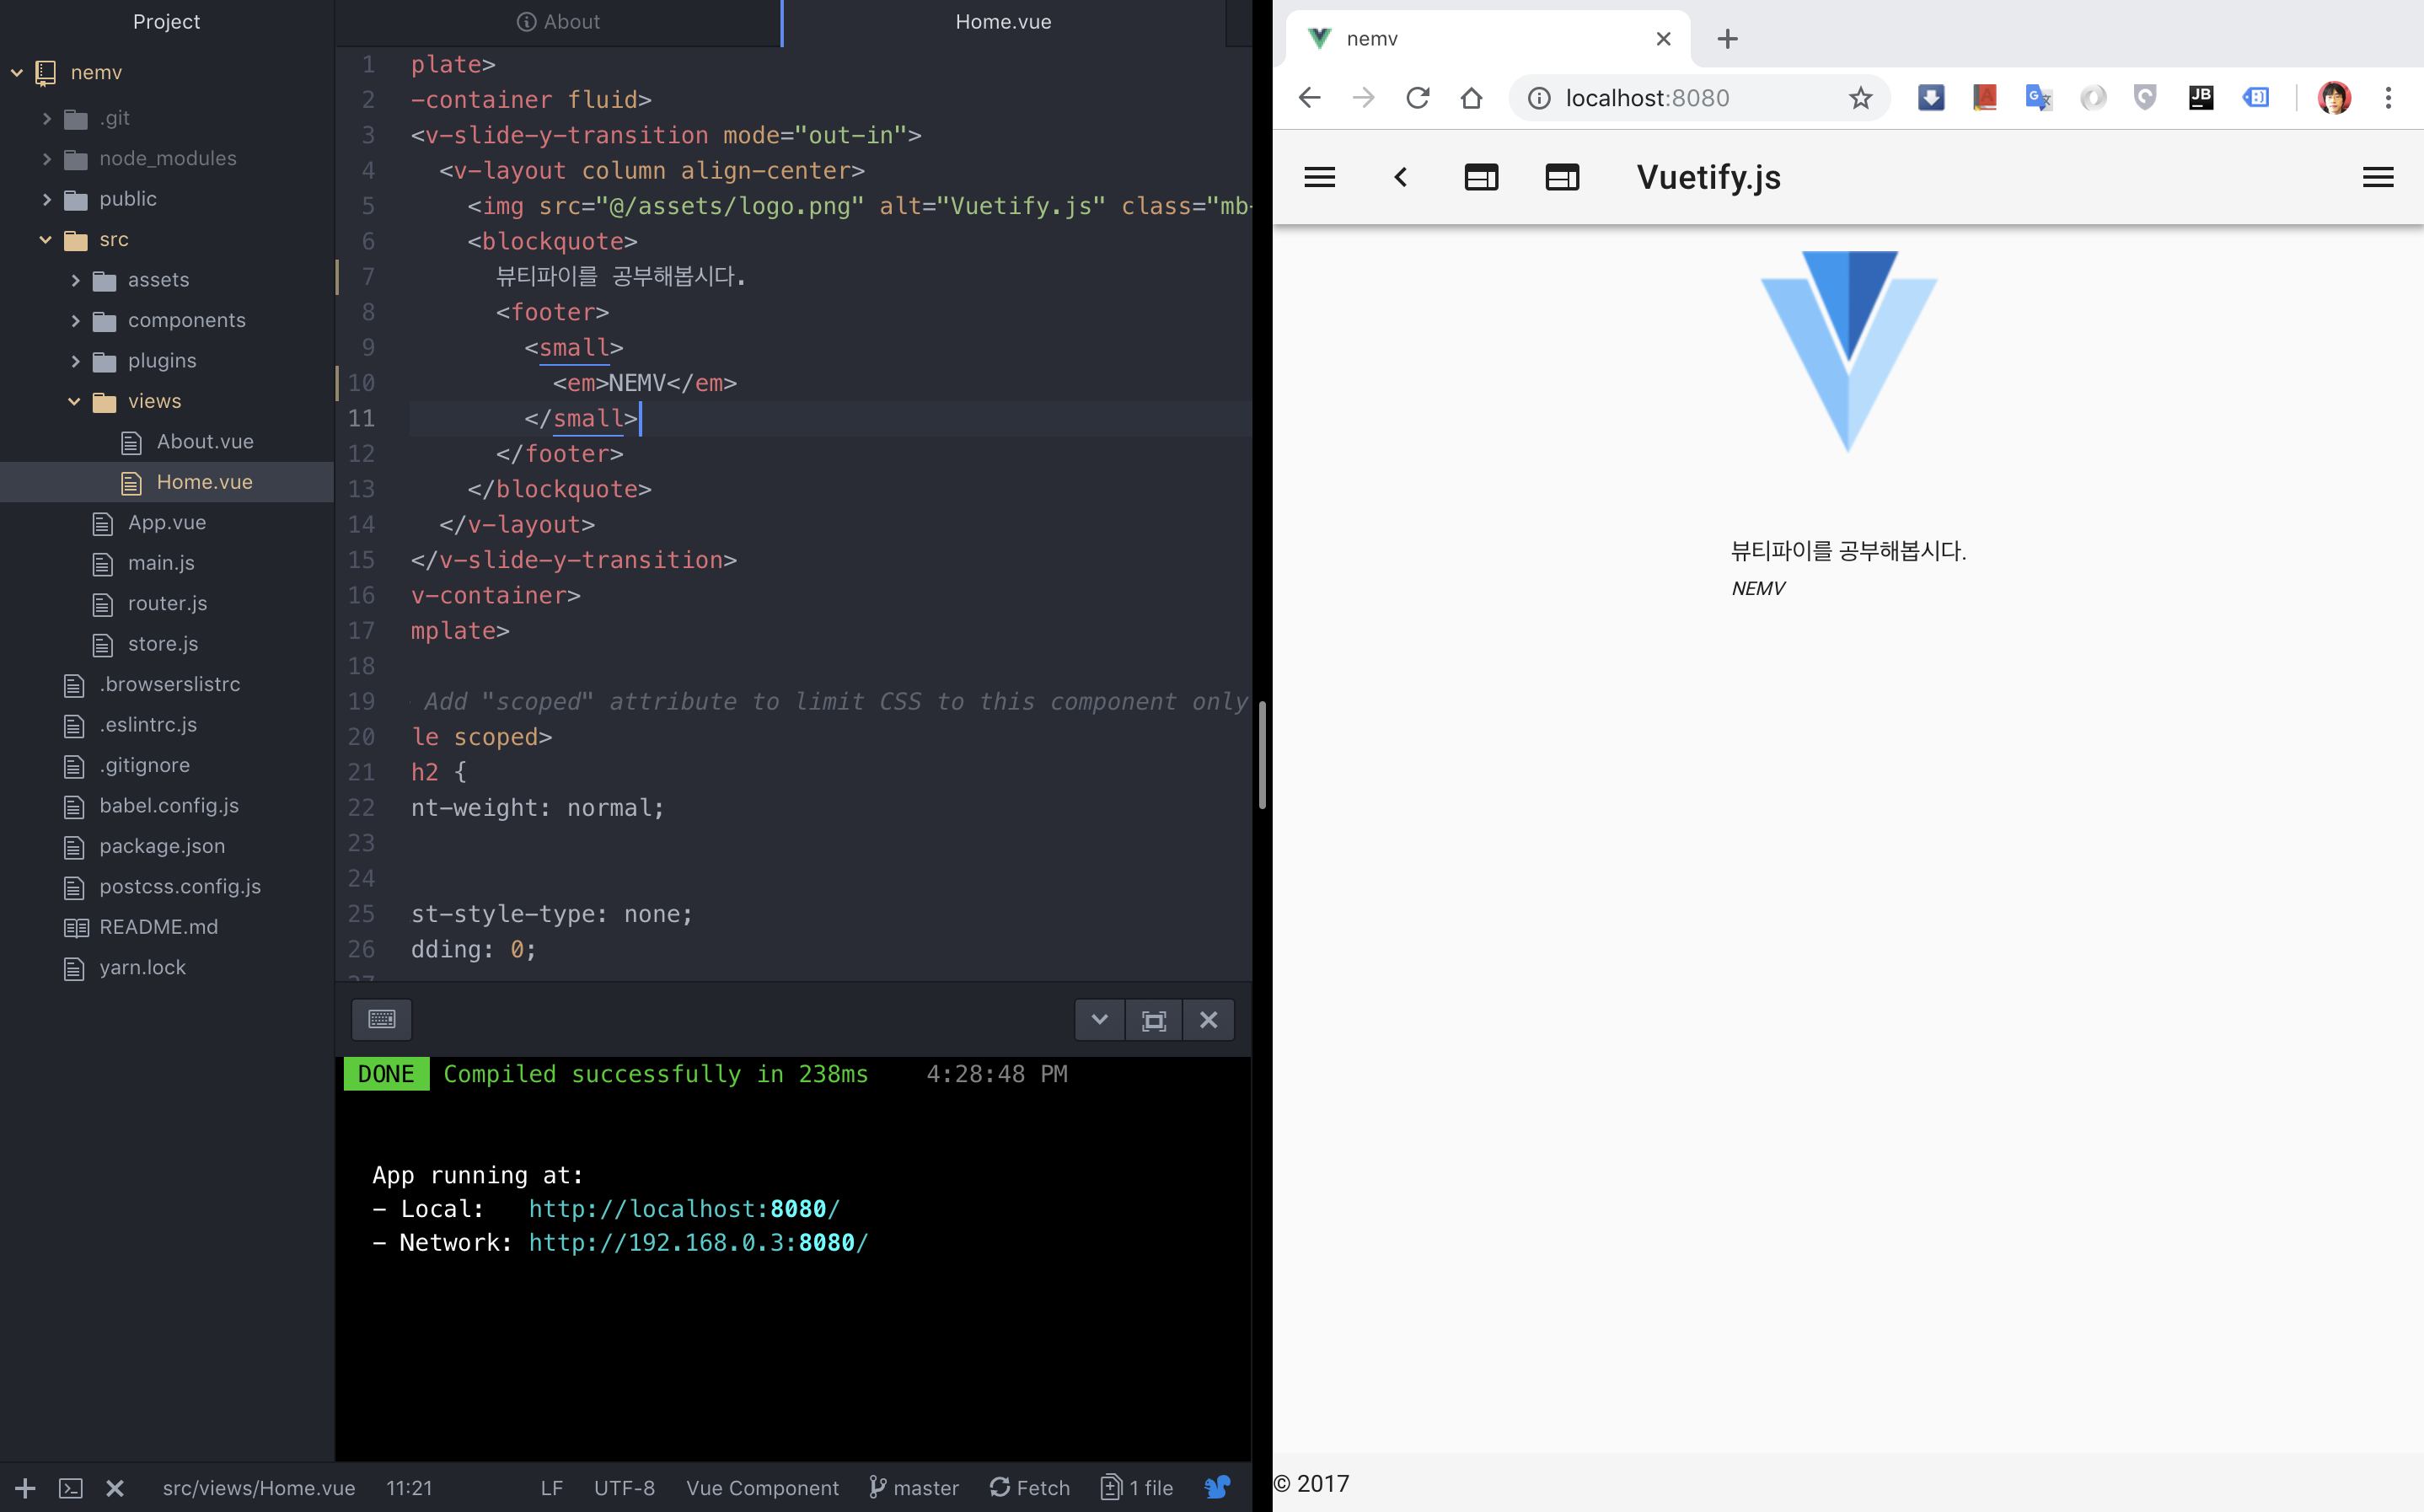 Project
nemv
.git
node_modules
public
src
assets
components
plugins
views
About.vue
Home.vue
App.vue
main.js
router.js
store.js
.browserslistrc
.eslintrc.js
.gitignore
babel.config.js
package.json
postcss.config.js
README.md
yarn.lock
About
Home.vue
1 plate>
2 -container fluid>
3 <v-slide-y-transition mode="out-in">
4 <v-layout column align-center>
5 <img src="@/assets/logo.png" alt="Vuetify.js" class="mb-
6 <blockquote>
7 뷰티파이를 공부해봅시다.
8 <footer>
9 <small>
10 <em>NEMV</em>
11 </small>
12 </footer>
13 </blockquote>
14 </v-layout>
15 </v-slide-y-transition>
16 v-container>
17 mplate>
18
19 Add "scoped" attribute to limit CSS to this component only
20 le scoped>
21 h2 {
22 nt-weight: normal;
23
24
25 st-style-type: none;
26 dding: 0;
27
DONE Compiled successfully in 238ms 4:28:48 PM
App running at:
- Local: http://localhost:8080/
- Network: http://192.168.0.3:8080/
src/views/Home.vue 11:21 LF UTF-8 Vue Component master Fetch 1 file
nemv
localhost:8080
JB
Vuetify.js
뷰티파이를 공부해봅시다.
NEMV
© 2017